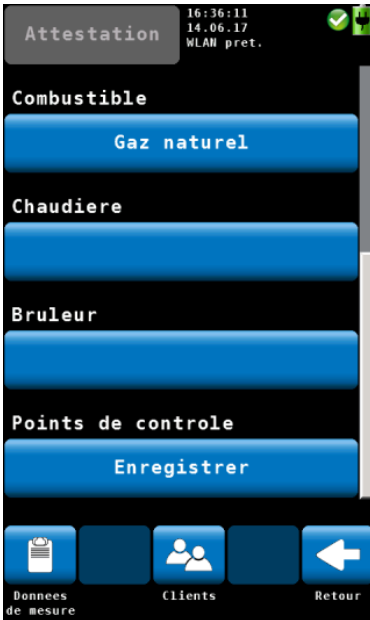 Attestation
16:36:11
14.06.17
WLAN pret.
Combustible
Gaz naturel
Chaudiere
Bruleur
Points de controle
Enregistrer
Donnees
de mesure
Clients
Retour